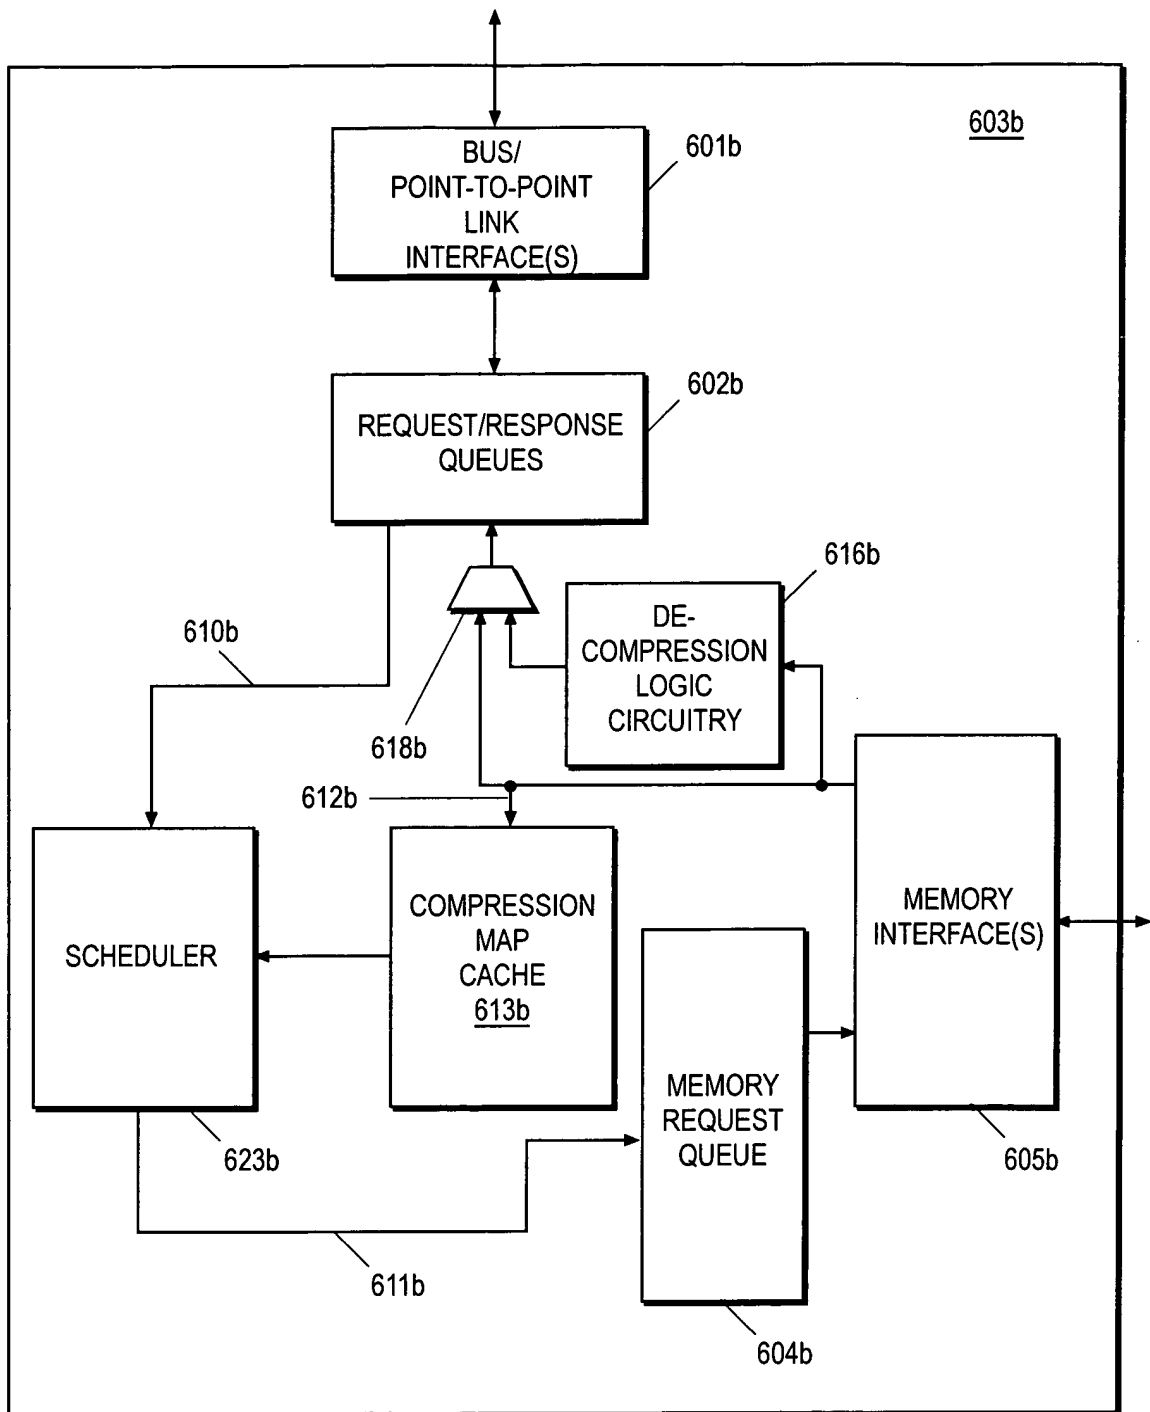 603b
BUS/
POINT-TO-POINT
LINK
INTERFACE(S)
601b
REQUEST/RESPONSE
QUEUES
602b
616b
DE-
COMPRESSION
LOGIC
CIRCUITRY
610b
618b
612b
SCHEDULER
COMPRESSION
MAP
CACHE
613b
MEMORY
INTERFACE(S)
MEMORY
REQUEST
QUEUE
623b
605b
611b
604b